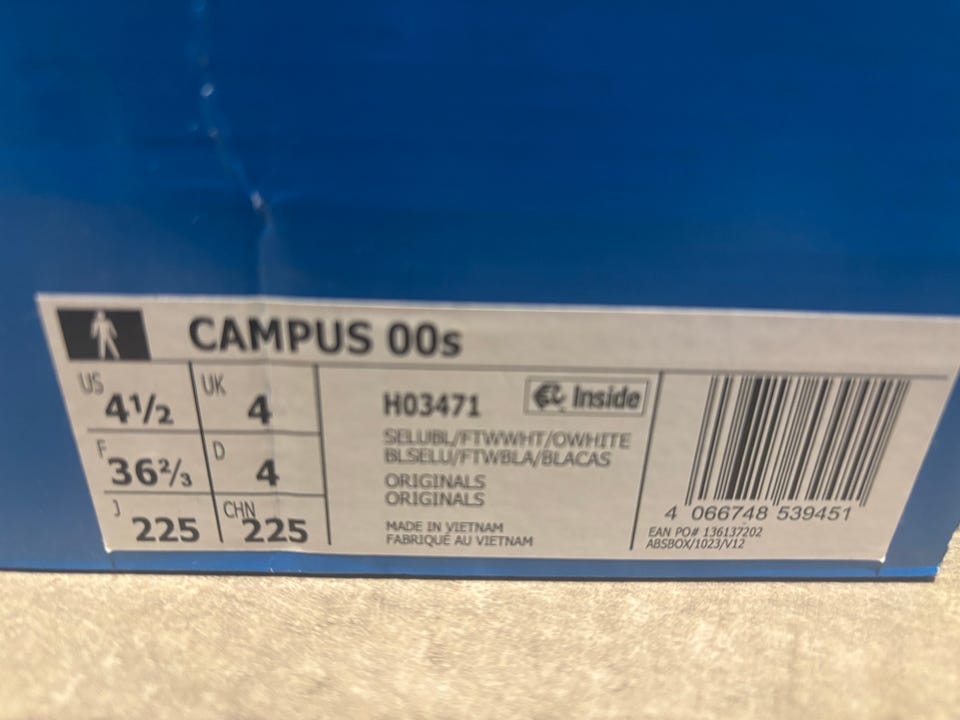 CAMPUS 00s
US 4½ UK 4
F 36⅔ D 4
J 225 CHN 225
H03471
Inside
SELUBL/FTWWHT/OWHITE
BLSELU/FTWBLA/BLACAS
ORIGINALS
ORIGINALS
MADE IN VIETNAM
FABRIQUÉ AU VIETNAM
4 066748 539451
EAN PO# 136137202
ABSBOX/1023/V12